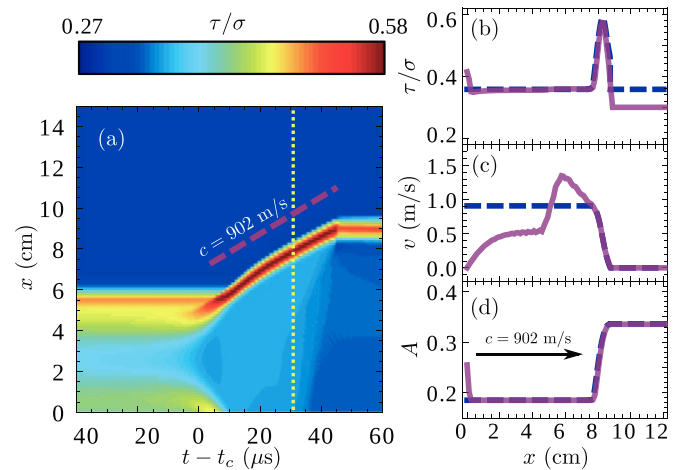 0.27 τ/σ 0.58
(a)
c = 902 m/s
14
12
10
8
6
4
2
0
x (cm)
40 20 0 20 40 60
t − t_c (μs)
(b)
0.6
0.4
0.2
τ/σ
(c)
1.5
1.0
0.5
0.0
v (m/s)
(d)
c = 902 m/s
0.4
0.3
0.2
A
0 2 4 6 8 10 12
x (cm)